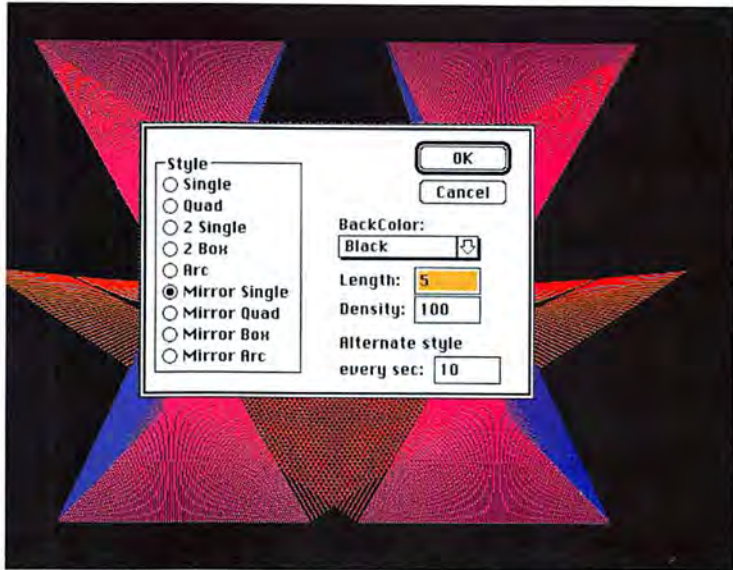 Style
Single
Quad
2 Single
2 Box
Arc
Mirror Single
Mirror Quad
Mirror Box
Mirror Arc
OK
Cancel
BackColor:
Black
Length: 5
Density: 100
Alternate style
every sec: 10